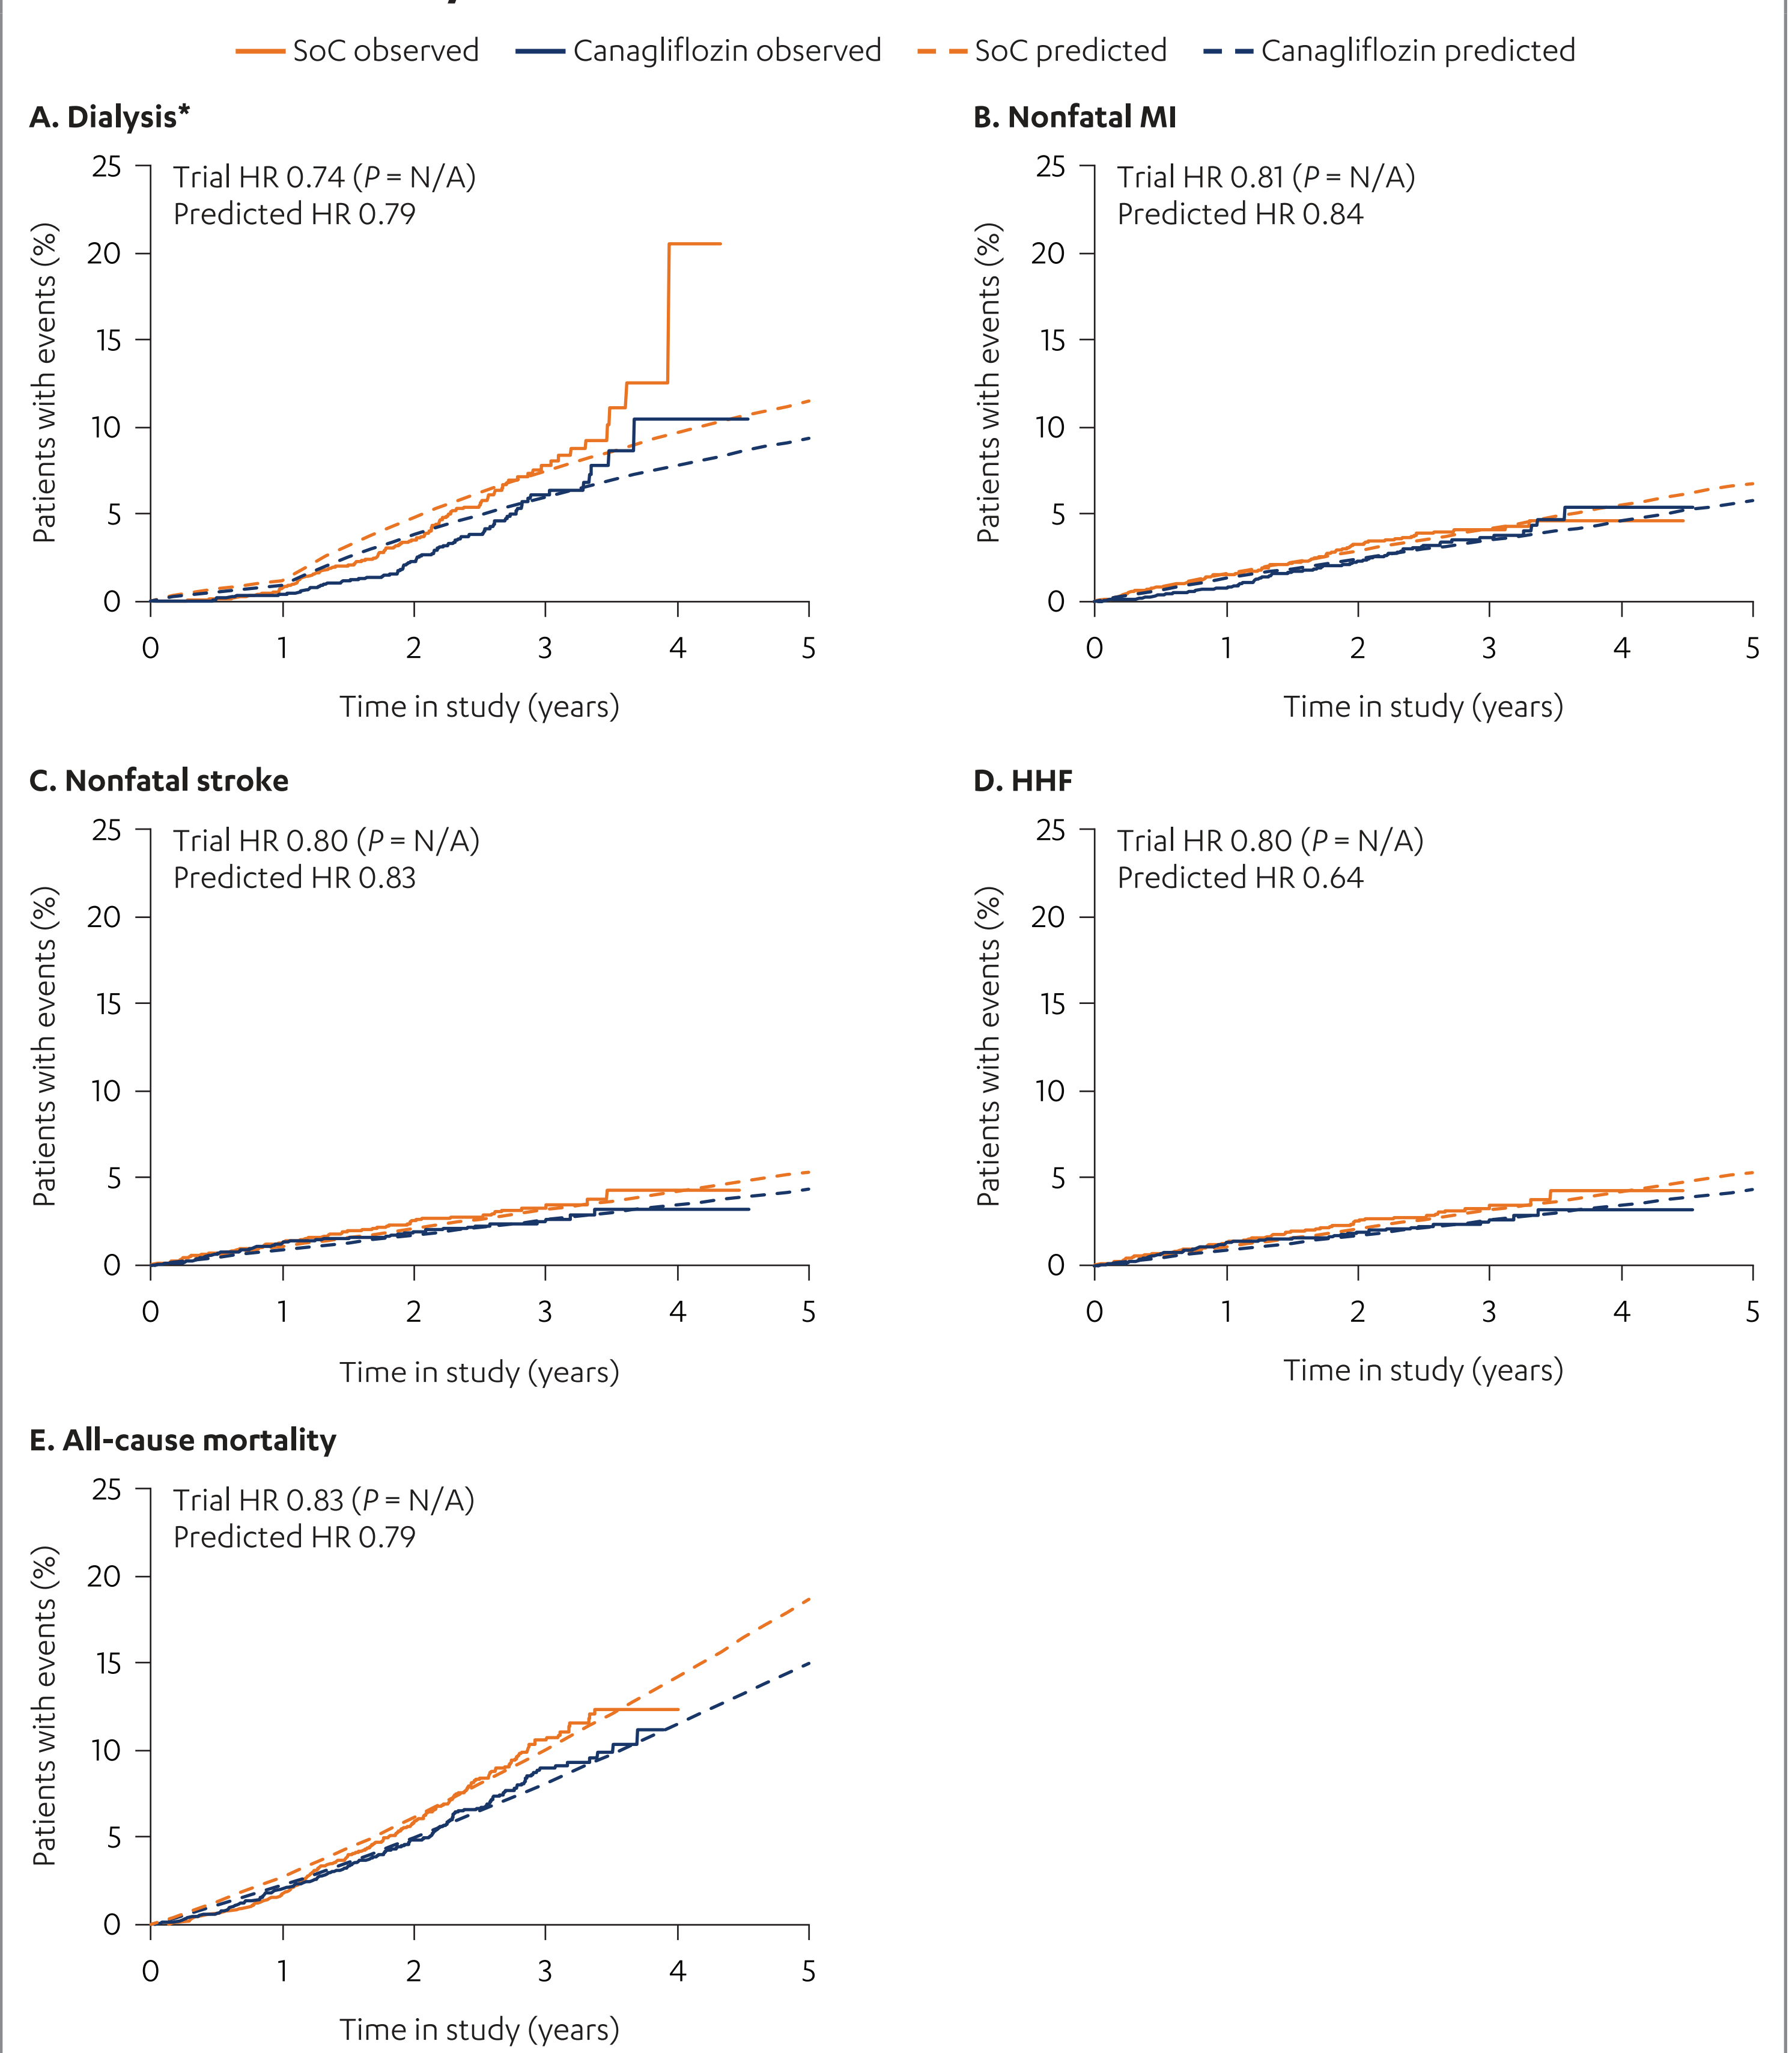 SoC observed Canagliflozin observed SoC predicted Canagliflozin predicted
A. Dialysis*
Trial HR 0.74 (P = N/A)
Predicted HR 0.79
Patients with events (%)
25
20
15
10
5
0
0 1 2 3 4 5
Time in study (years)
B. Nonfatal MI
Trial HR 0.81 (P = N/A)
Predicted HR 0.84
Patients with events (%)
25
20
15
10
5
0
0 1 2 3 4 5
Time in study (years)
C. Nonfatal stroke
Trial HR 0.80 (P = N/A)
Predicted HR 0.83
Patients with events (%)
25
20
15
10
5
0
0 1 2 3 4 5
Time in study (years)
D. HHF
Trial HR 0.80 (P = N/A)
Predicted HR 0.64
Patients with events (%)
25
20
15
10
5
0
0 1 2 3 4 5
Time in study (years)
E. All-cause mortality
Trial HR 0.83 (P = N/A)
Predicted HR 0.79
Patients with events (%)
25
20
15
10
5
0
0 1 2 3 4 5
Time in study (years)